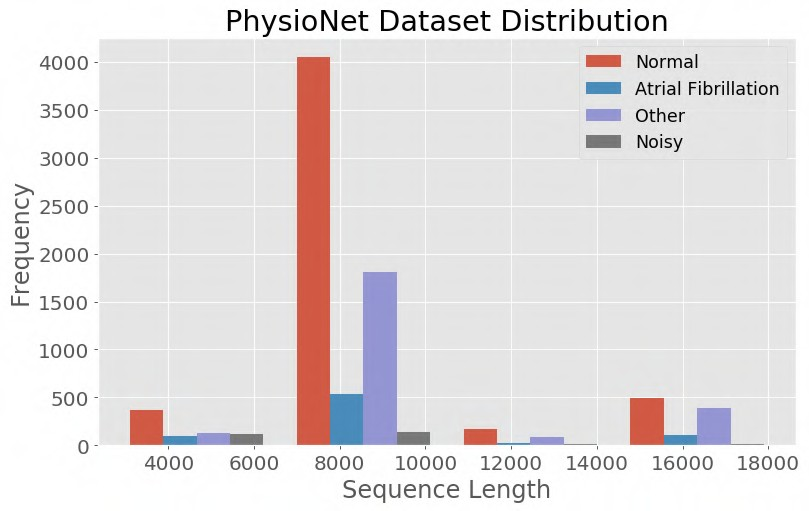 PhysioNet Dataset Distribution
Normal
Atrial Fibrillation
Other
Noisy
Frequency
4000
3500
3000
2500
2000
1500
1000
500
0
4000 6000 8000 10000 12000 14000 16000 18000
Sequence Length